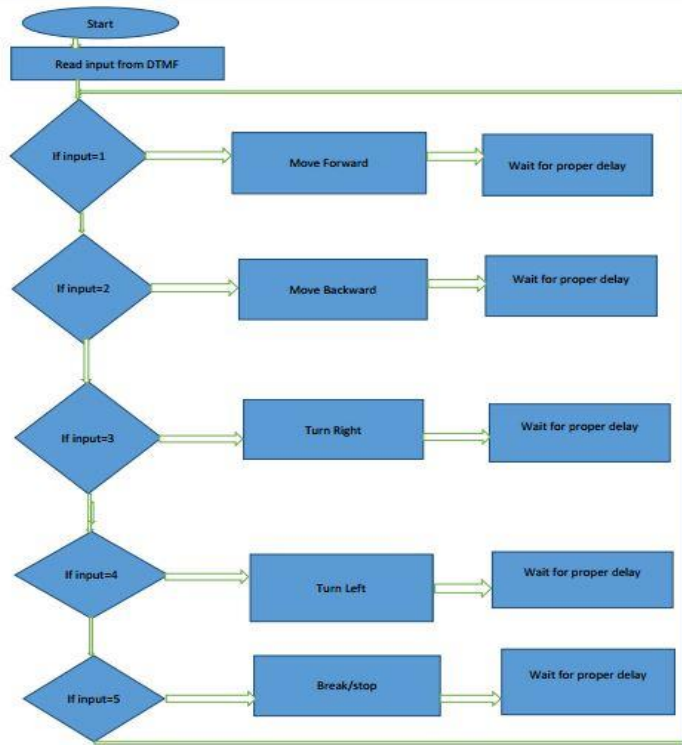 Start
Read input from DTMF
If input=1
Move Forward
Wait for proper delay
If input=2
Move Backward
Wait for proper delay
If input=3
Turn Right
Wait for proper delay
If input=4
Turn Left
Wait for proper delay
If input=5
Break/stop
Wait for proper delay